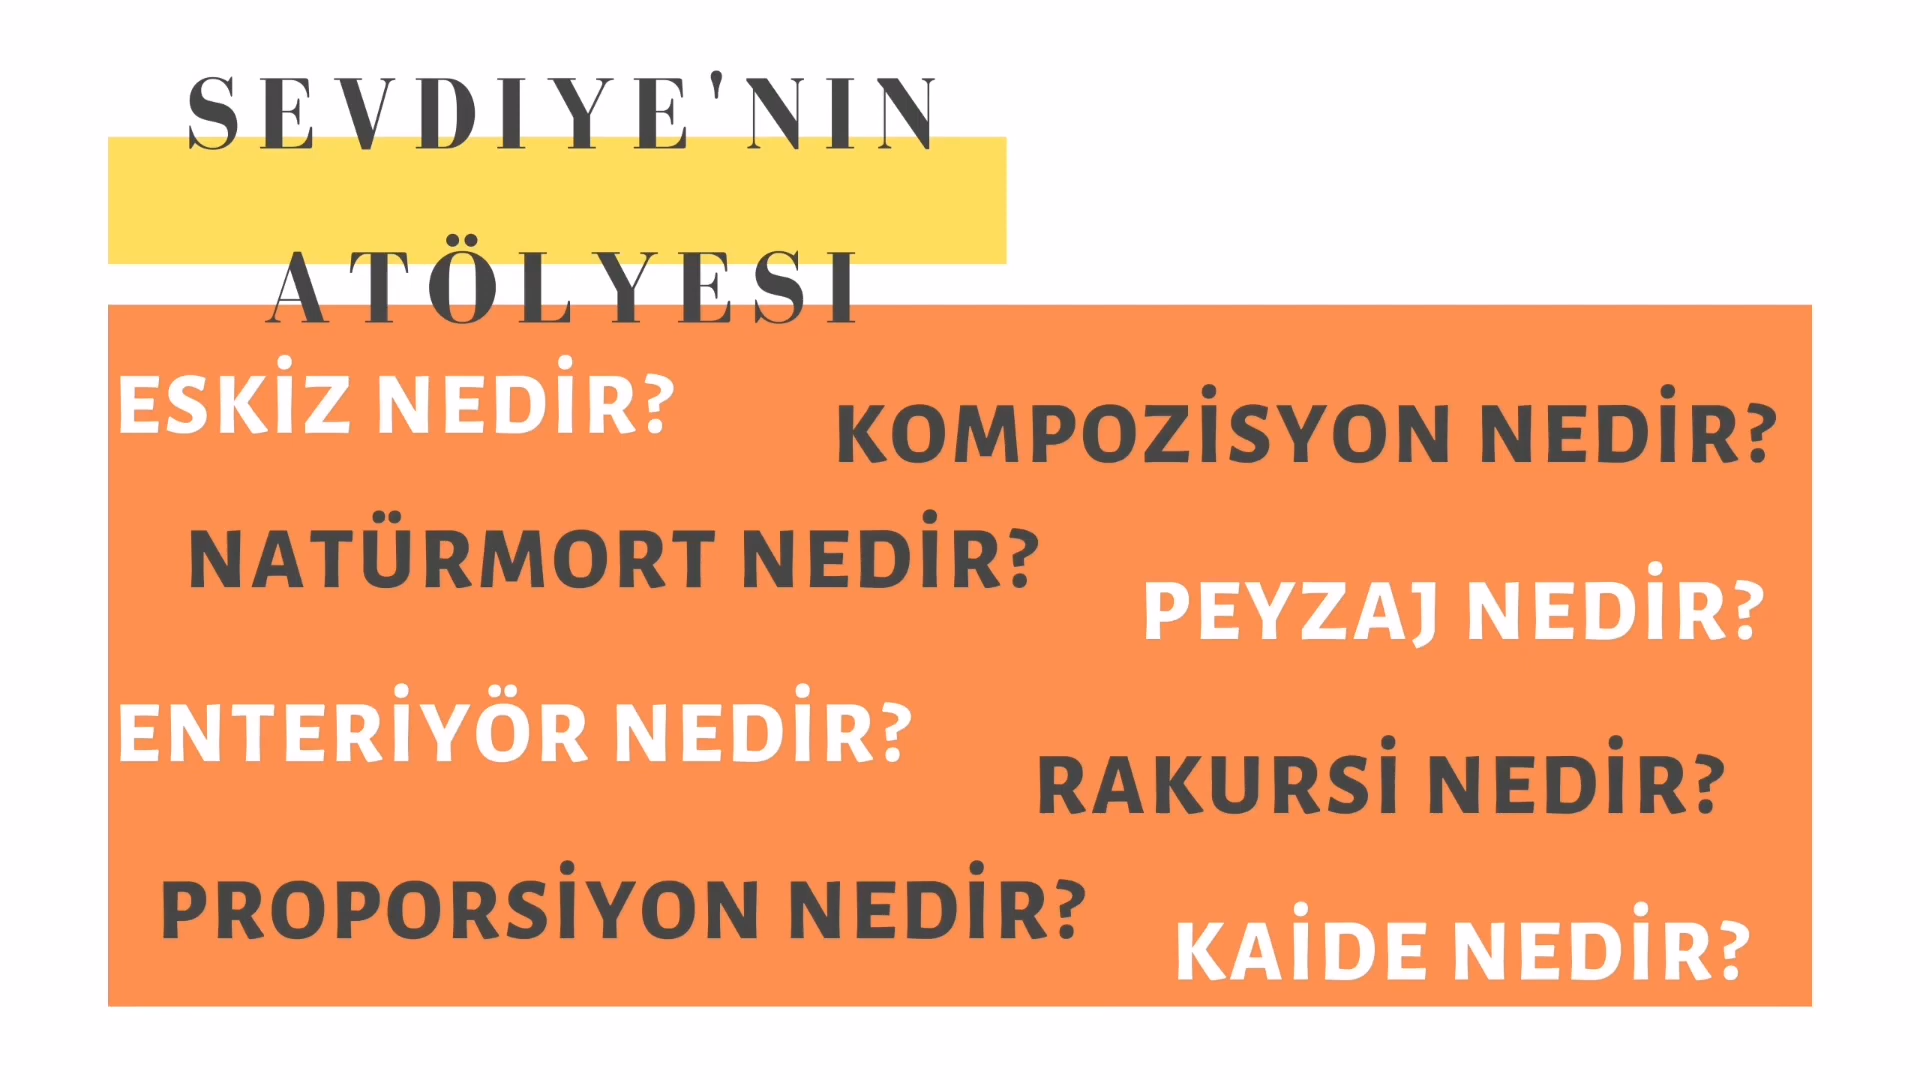 SEVDIYE'NIN
ATÖLYESI
ESKİZ NEDİR?
KOMPOZİSYON NEDİR?
NATÜRMORT NEDİR?
PEYZAJ NEDİR?
ENTERİYÖR NEDİR?
RAKURSİ NEDİR?
PROPORSİYON NEDİR?
KAİDE NEDİR?